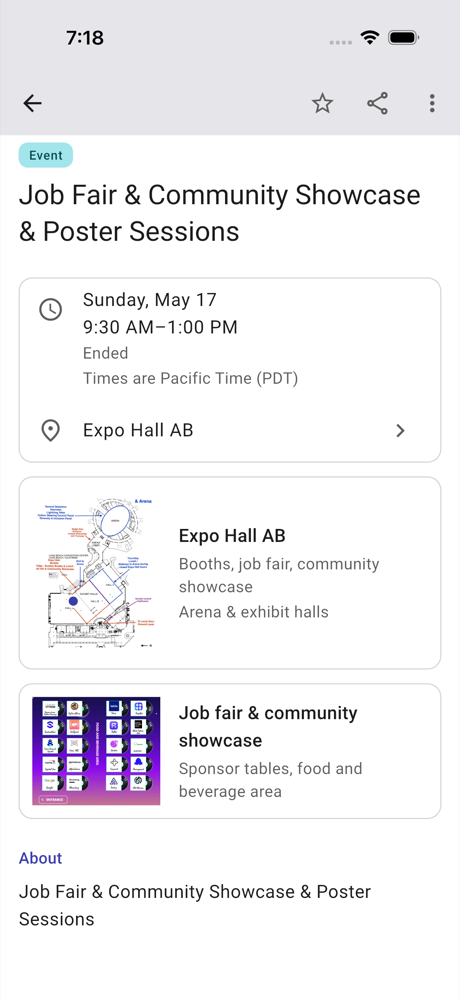 7:18
Event
Job Fair & Community Showcase
& Poster Sessions
Sunday, May 17
9:30 AM–1:00 PM
Ended
Times are Pacific Time (PDT)
Expo Hall AB
& Arena
Expo Hall AB
Booths, job fair, community
showcase
Arena & exhibit halls
Job fair & community
showcase
Sponsor tables, food and
beverage area
ENTRANCE
About
Job Fair & Community Showcase & Poster
Sessions